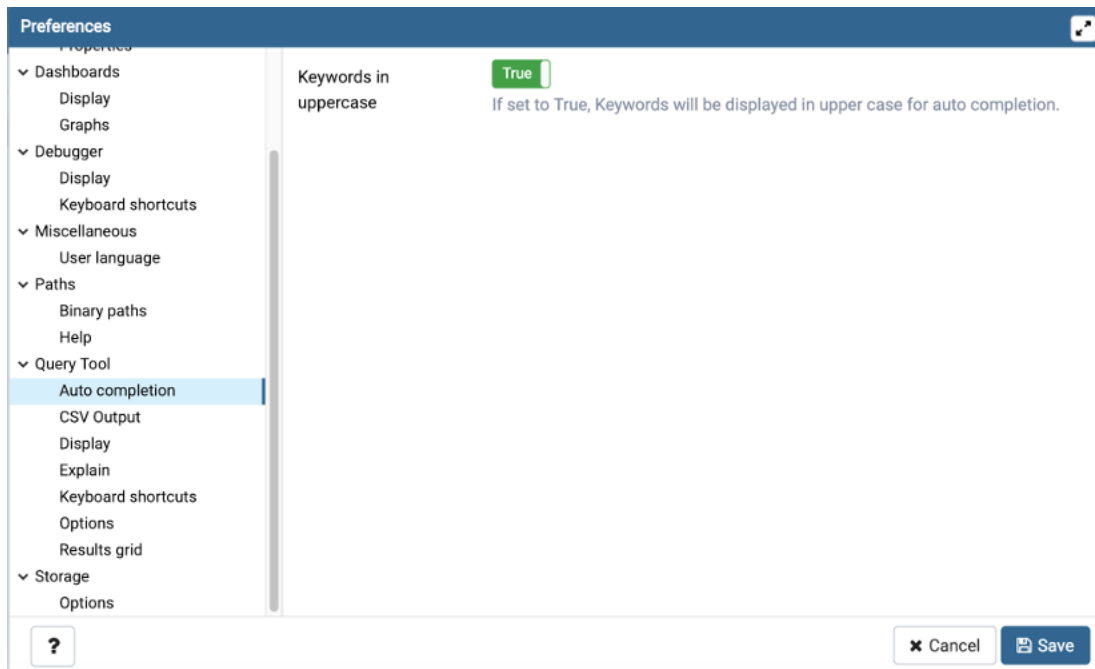 Preferences
Properties
Dashboards
Display
Graphs
Debugger
Display
Keyboard shortcuts
Miscellaneous
User language
Paths
Binary paths
Help
Query Tool
Auto completion
CSV Output
Display
Explain
Keyboard shortcuts
Options
Results grid
Storage
Options
Keywords in
uppercase
True
If set to True, Keywords will be displayed in upper case for auto completion.
?
Cancel
Save